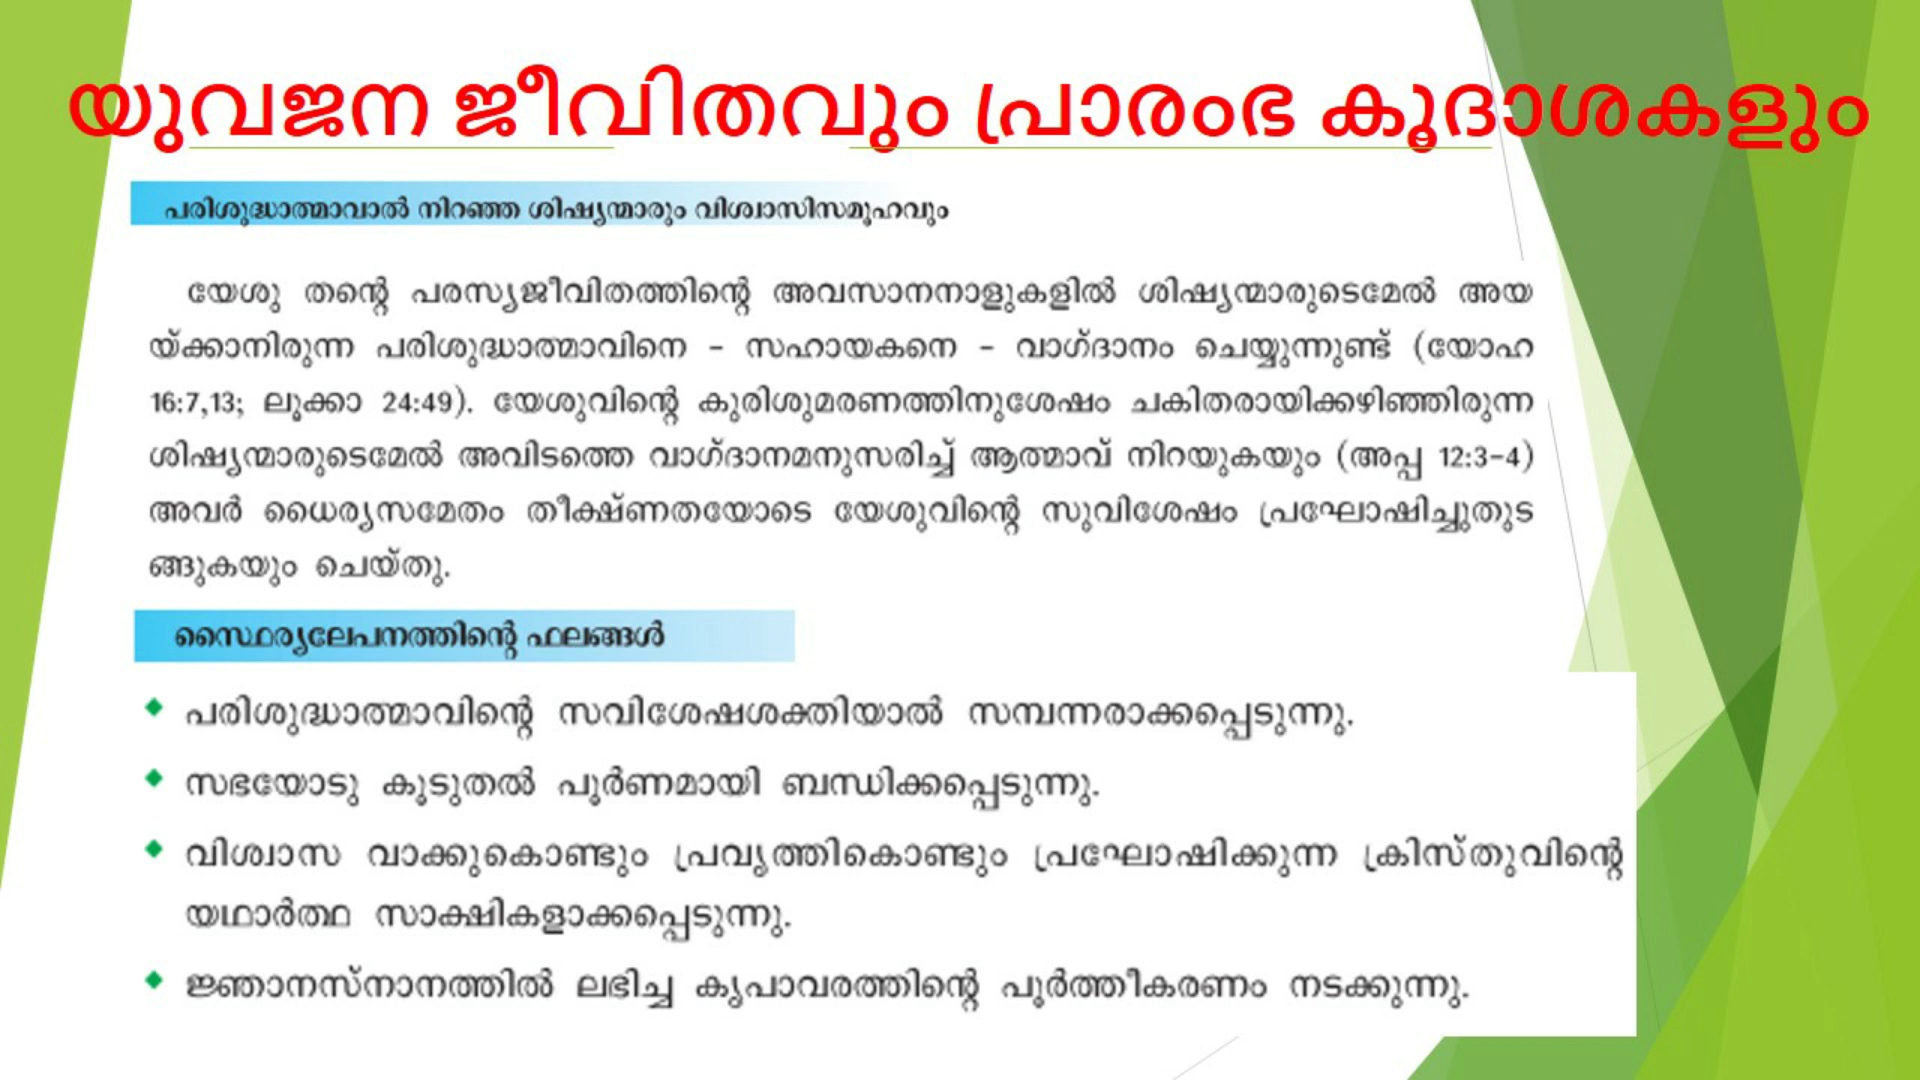 യുവജന ജീവിതവും പ്രാരംഭ കൂദാശകളും
പരിശുദ്ധാത്മാവാൽ നിറഞ്ഞ ശിഷ്യന്മാരും വിശ്വാസിസമൂഹവും
യേശു തന്റെ പരസ്യജീവിതത്തിന്റെ അവസാനനാളുകളിൽ ശിഷ്യന്മാരുടെമേൽ അയ
യ്ക്കാനിരുന്ന പരിശുദ്ധാത്മാവിനെ – സഹായകനെ – വാഗ്ദാനം ചെയ്യുന്നുണ്ട് (യോഹ
16:7,13; ലൂക്കാ 24:49). യേശുവിന്റെ കുരിശുമരണത്തിനുശേഷം ചകിതരായിക്കഴിഞ്ഞിരുന്ന
ശിഷ്യന്മാരുടെമേൽ അവിടത്തെ വാഗ്ദാനമനുസരിച്ച് ആത്മാവ് നിറയുകയും (അപ്പ 12:3-4)
അവർ ധൈര്യസമേതം തീക്ഷ്ണതയോടെ യേശുവിന്റെ സുവിശേഷം പ്രഘോഷിച്ചുതുട
ങ്ങുകയും ചെയ്തു.
സ്ഥൈര്യലേപനത്തിന്റെ ഫലങ്ങൾ
പരിശുദ്ധാത്മാവിന്റെ സവിശേഷശക്തിയാൽ സമ്പന്നരാക്കപ്പെടുന്നു.
സഭയോടു കൂടുതൽ പൂർണമായി ബന്ധിക്കപ്പെടുന്നു.
വിശ്വാസ വാക്കുകൊണ്ടും പ്രവൃത്തികൊണ്ടും പ്രഘോഷിക്കുന്ന ക്രിസ്തുവിന്റെ
യഥാർത്ഥ സാക്ഷികളാക്കപ്പെടുന്നു.
ജ്ഞാനസ്നാനത്തിൽ ലഭിച്ച കൃപാവരത്തിന്റെ പൂർത്തീകരണം നടക്കുന്നു.